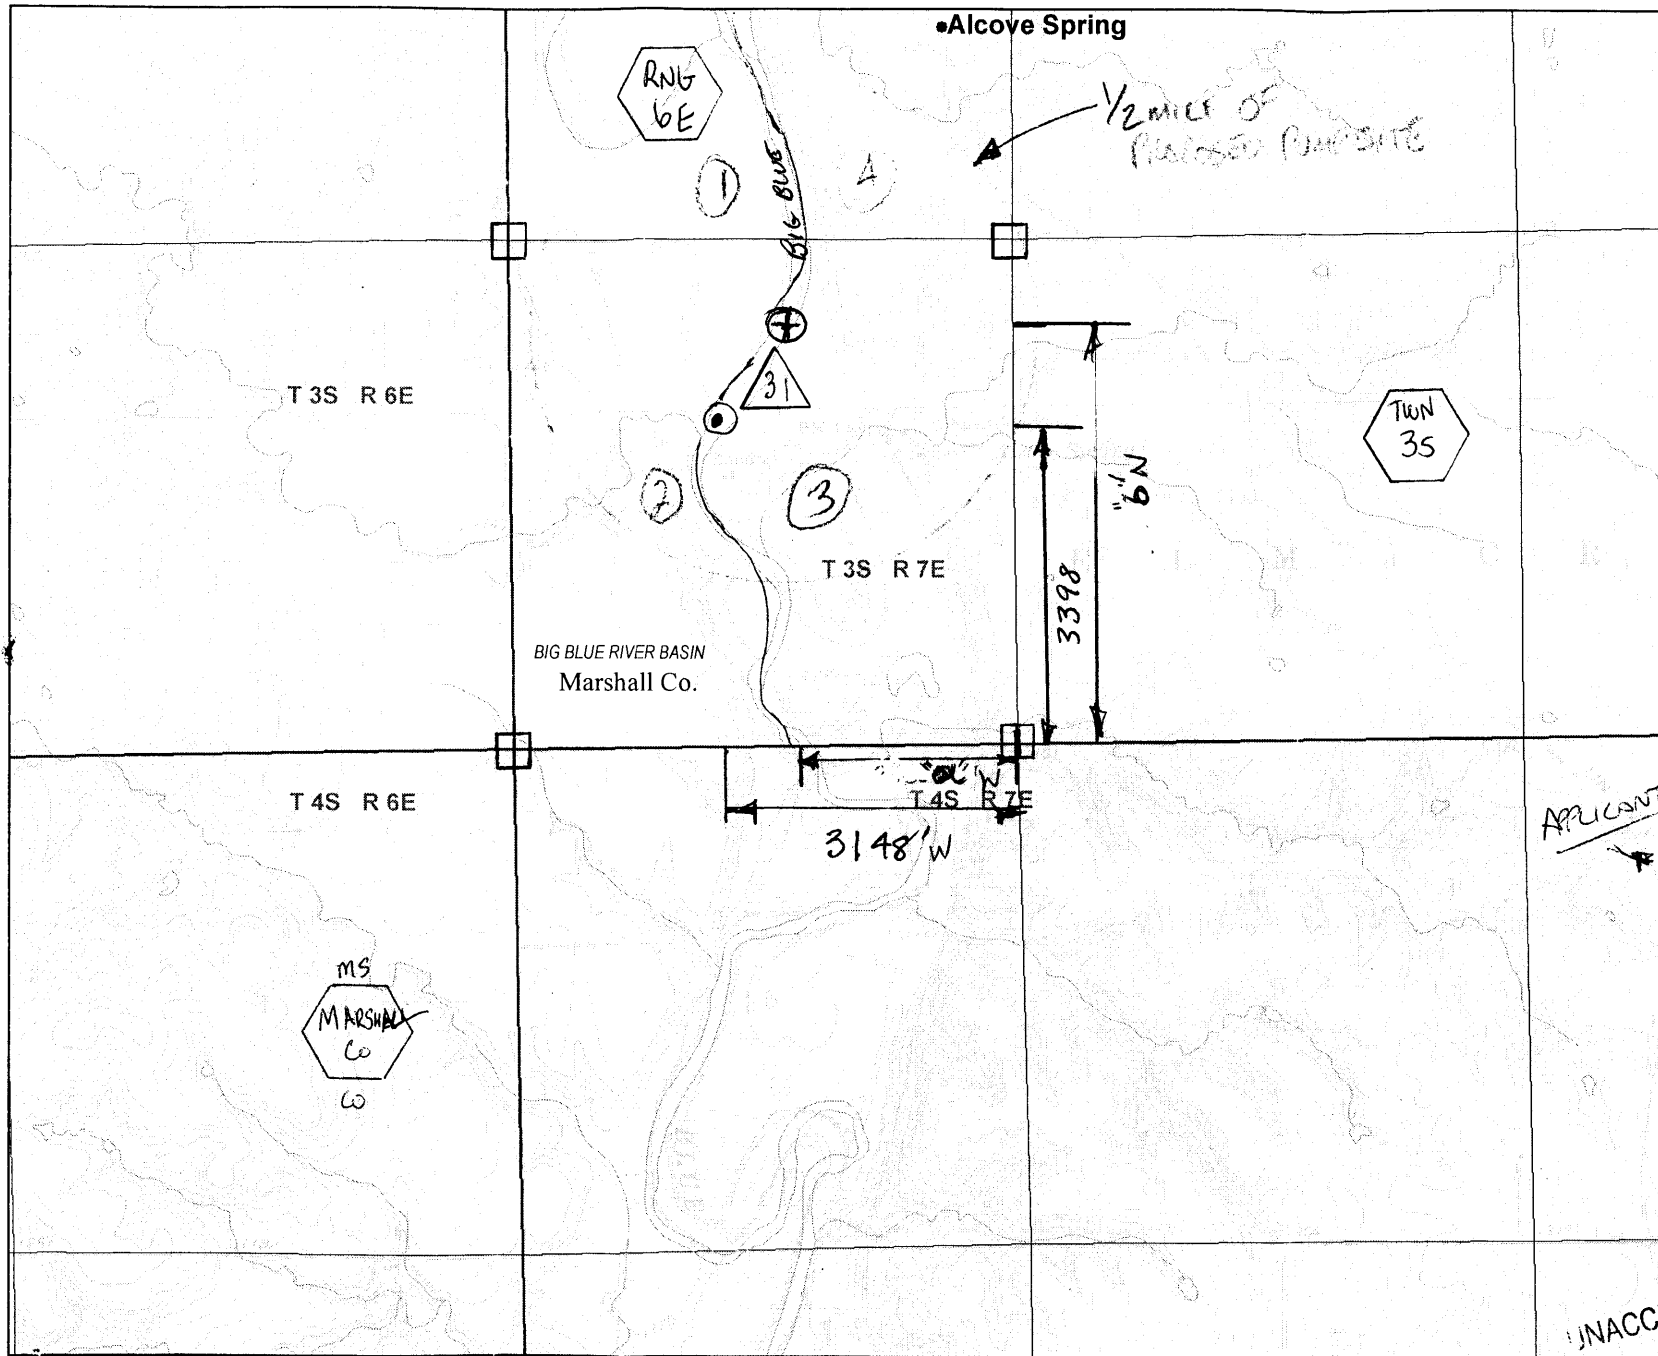 •Alcove Spring
RNG
6E
1/2 MILE OF
PROPOSED PUMPSITE
1
BIG BLUE
4
31
T 3S R 6E
TWN
3S
2
3
"b" N
T 3S R 7E
3398
BIG BLUE RIVER BASIN
Marshall Co.
"a" W
T 4S R 6E
T 4S R 7E
3148' W
APPLICANT
MS
MARSHALL
Co
CO
UNACC